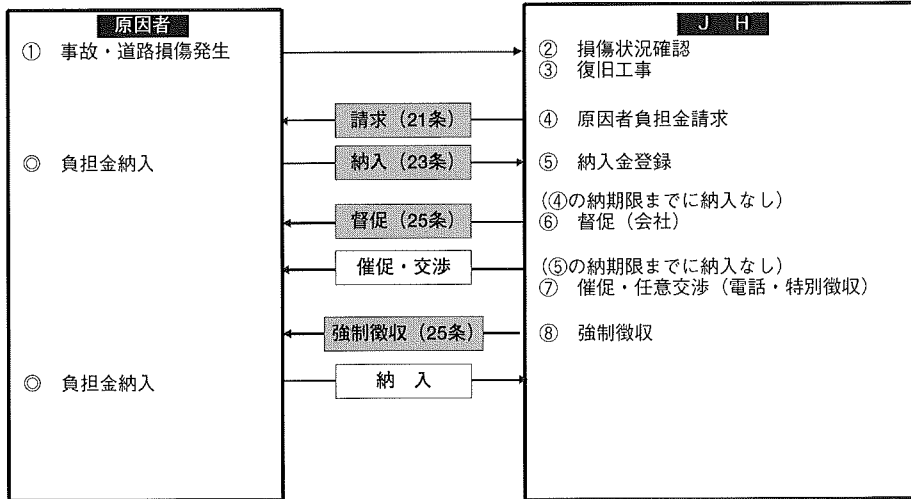 原因者
J H
① 事故・道路損傷発生
② 損傷状況確認
③ 復旧工事
請求（21条）
④ 原因者負担金請求
◎ 負担金納入
納入（23条）
⑤ 納入金登録
（④の納期限までに納入なし）
督促（25条）
⑥ 督促（会社）
催促・交渉
（⑤の納期限までに納入なし）
⑦ 催促・任意交渉（電話・特別徴収）
強制徴収（25条）
⑧ 強制徴収
◎ 負担金納入
納 入